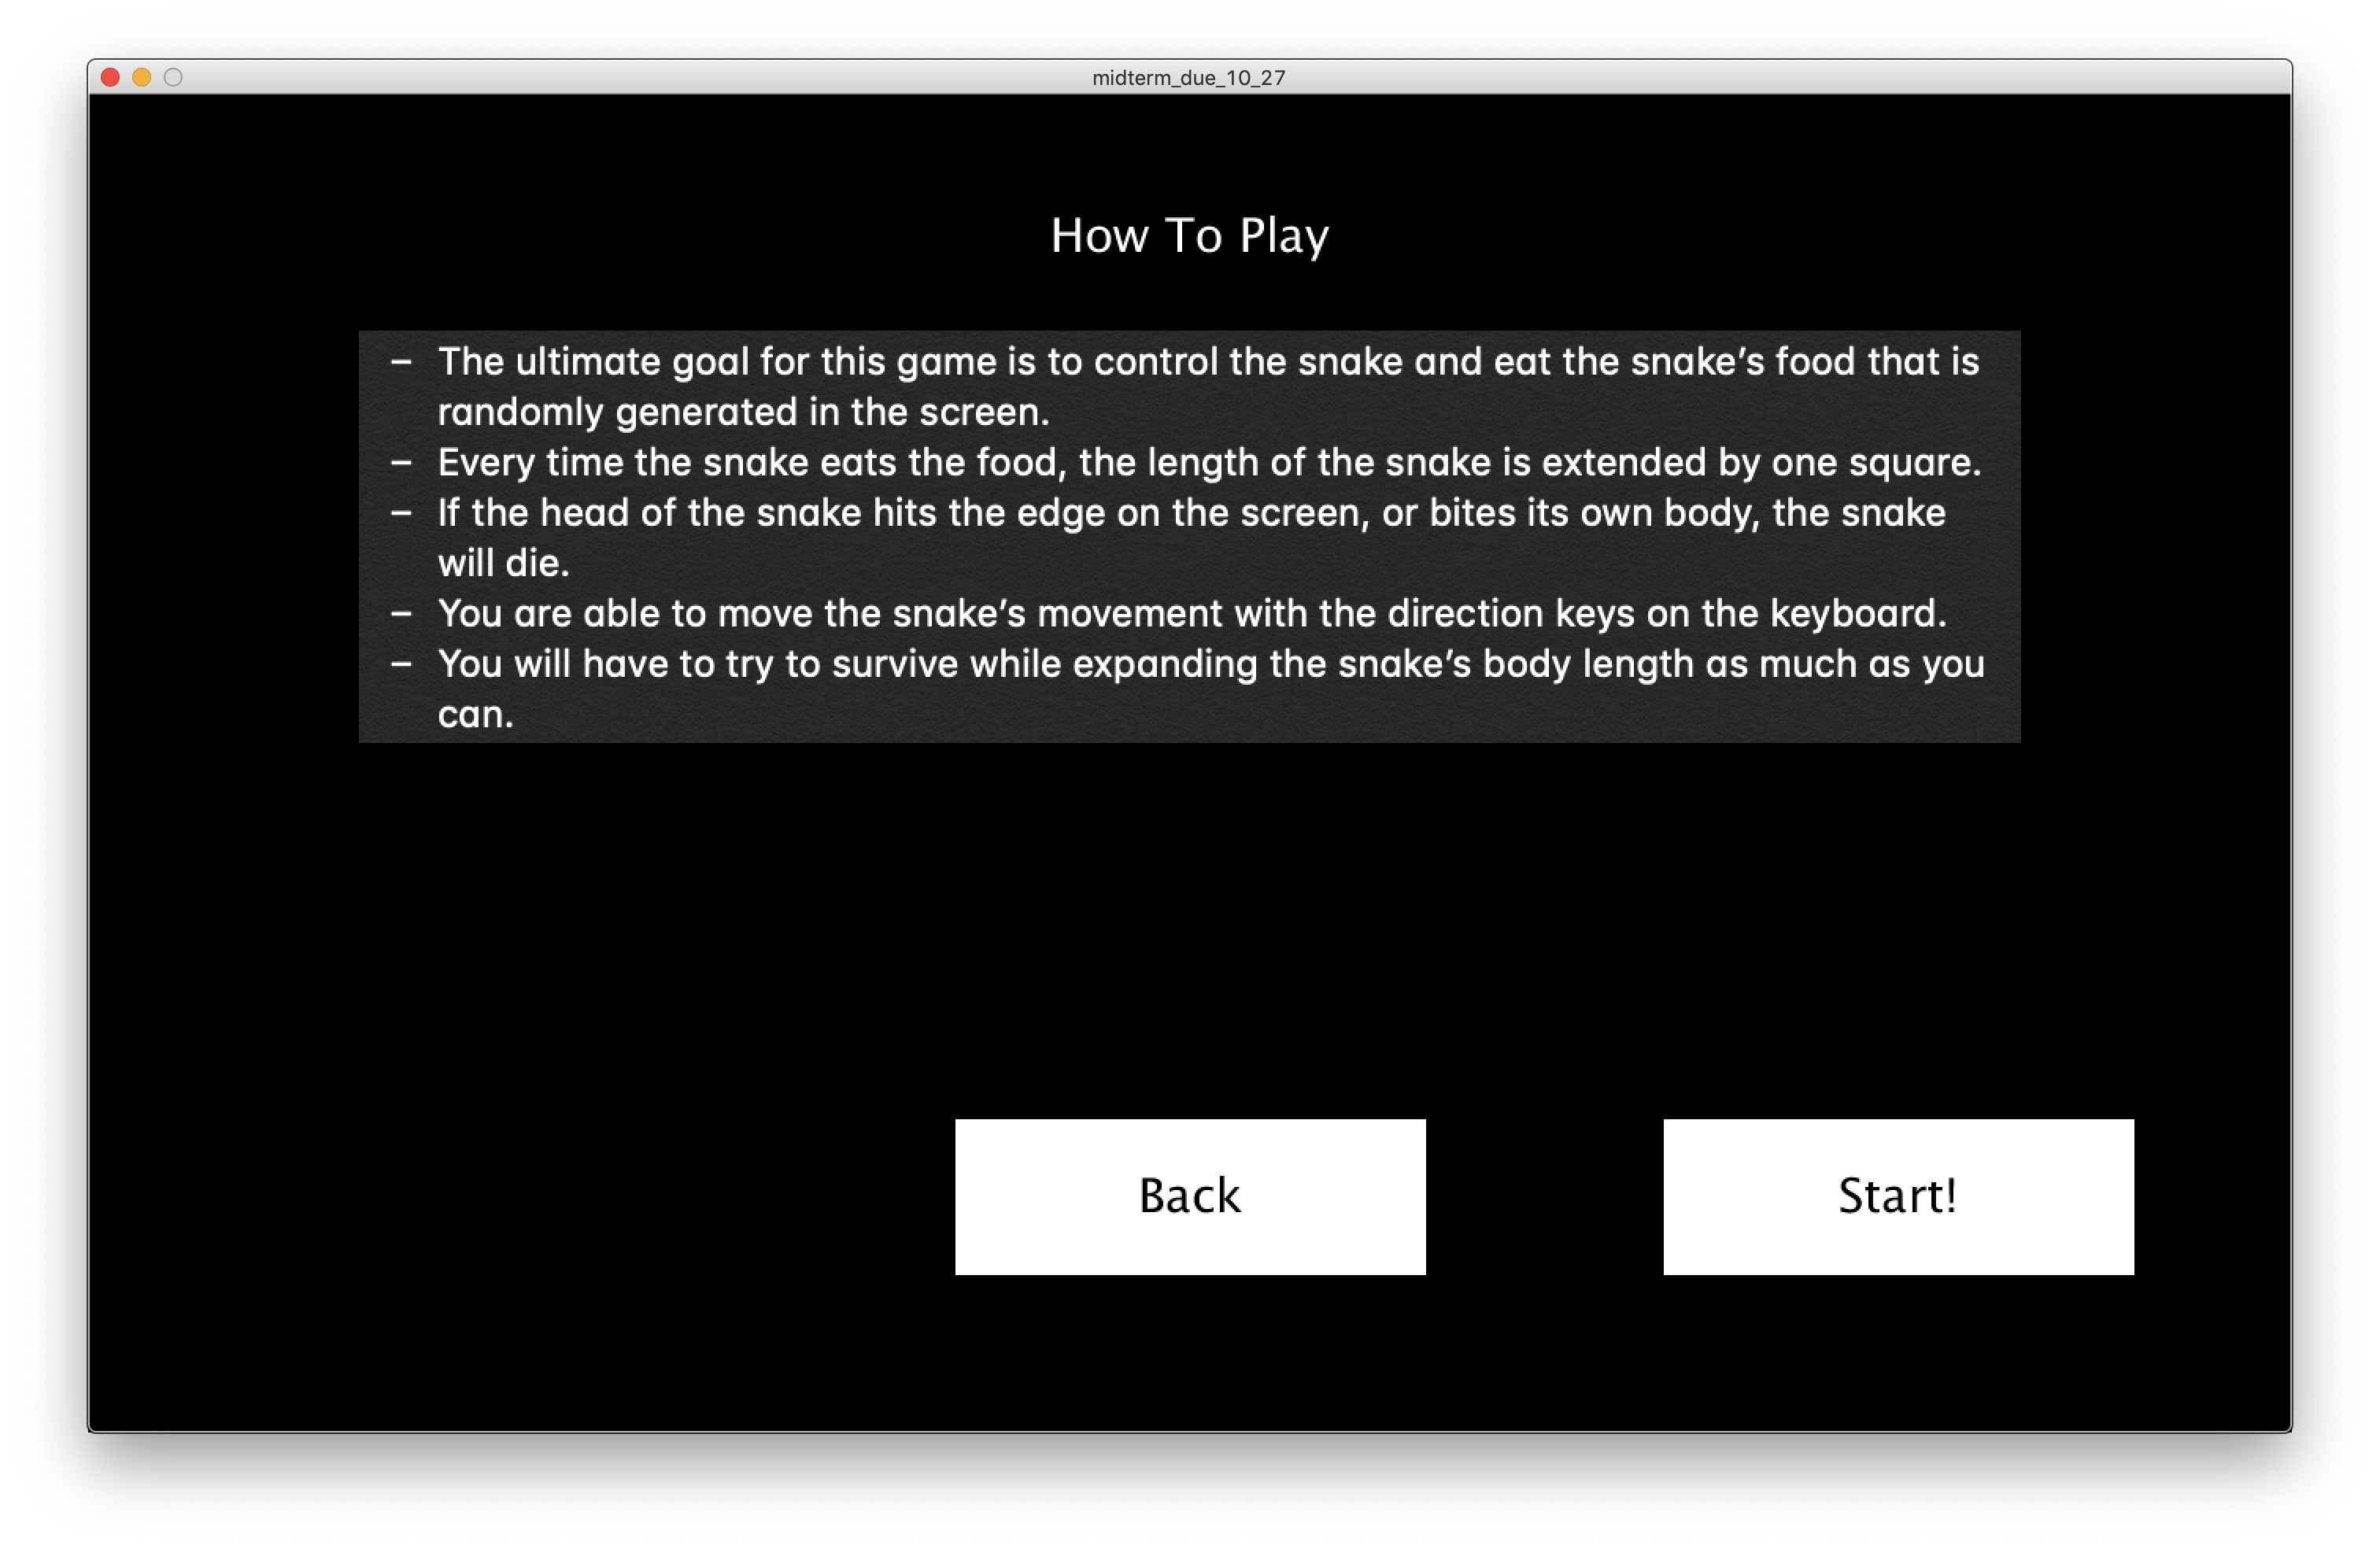 midterm_due_10_27
How To Play
– The ultimate goal for this game is to control the snake and eat the snake’s food that is
randomly generated in the screen.
– Every time the snake eats the food, the length of the snake is extended by one square.
– If the head of the snake hits the edge on the screen, or bites its own body, the snake
will die.
– You are able to move the snake’s movement with the direction keys on the keyboard.
– You will have to try to survive while expanding the snake’s body length as much as you
can.
Back
Start!